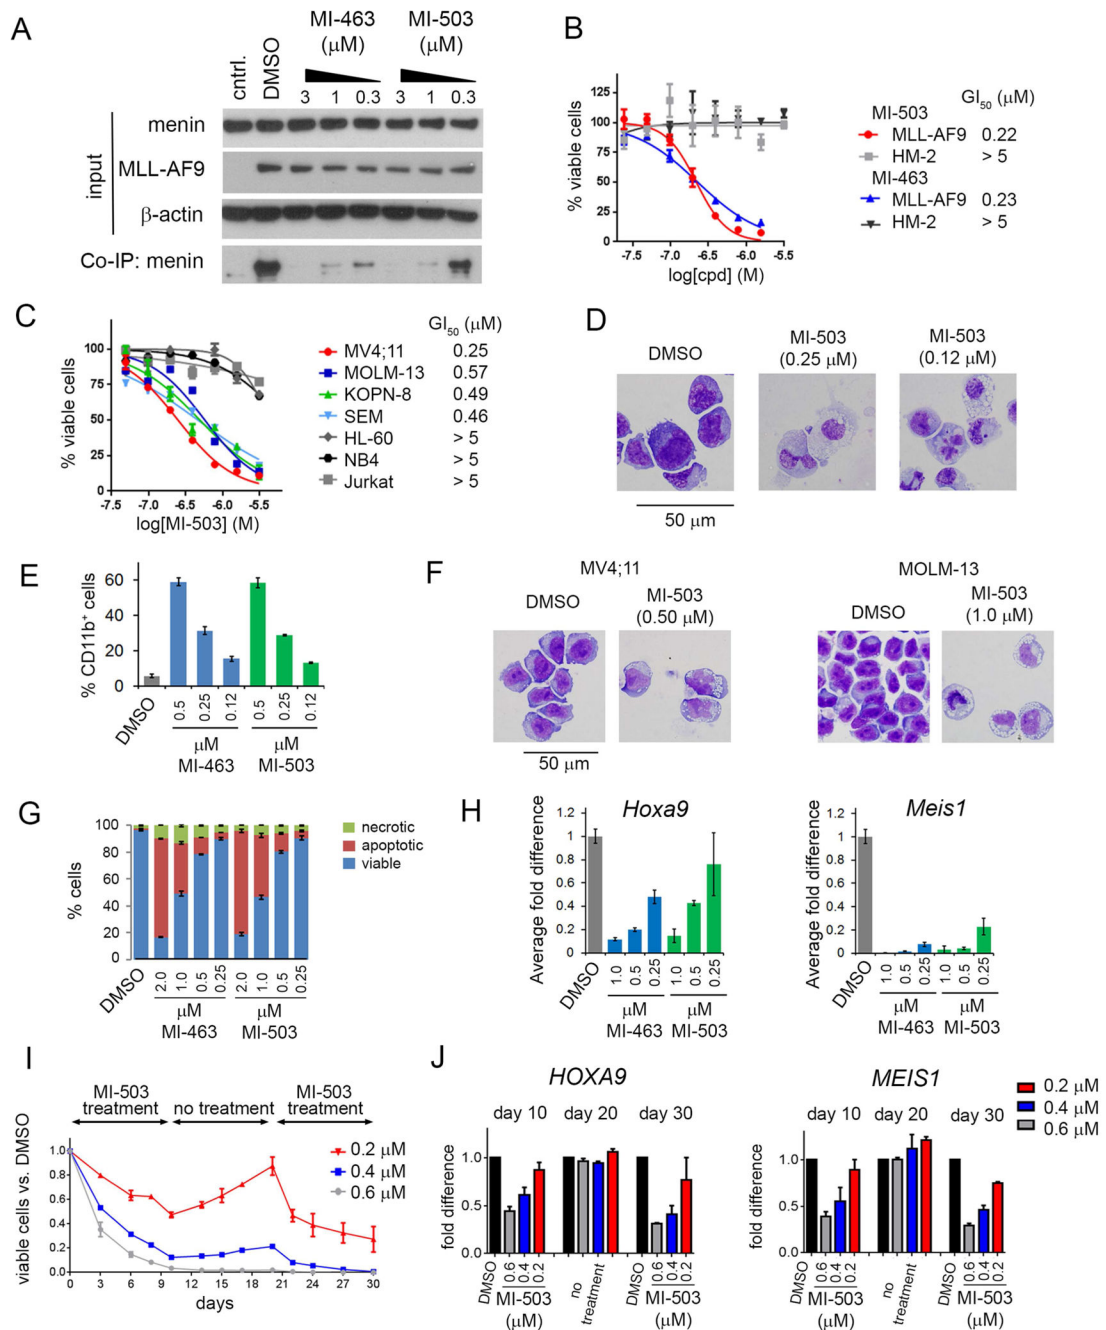 A
MI-463
(μM)
MI-503
(μM)
cntrl.
DMSO
3 1 0.3 3 1 0.3
input
menin
MLL-AF9
β-actin
Co-IP: menin
B
% viable cells
125
100
75
50
25
0
-7.5 -7.0 -6.5 -6.0 -5.5
log[cpd] (M)
GI50 (μM)
MI-503
MLL-AF9 0.22
HM-2 > 5
MI-463
MLL-AF9 0.23
HM-2 > 5
C
% viable cells
100
75
50
25
0
-7.5 -7.0 -6.5 -6.0 -5.5
log[MI-503] (M)
GI50 (μM)
MV4;11 0.25
MOLM-13 0.57
KOPN-8 0.49
SEM 0.46
HL-60 > 5
NB4 > 5
Jurkat > 5
D
DMSO
MI-503
(0.25 μM)
MI-503
(0.12 μM)
50 μm
E
% CD11b+ cells
60
40
20
0
DMSO
0.5 0.25 0.12 0.5 0.25 0.12
μM μM
MI-463 MI-503
F
MV4;11
DMSO
MI-503
(0.50 μM)
50 μm
MOLM-13
DMSO
MI-503
(1.0 μM)
G
% cells
100
80
60
40
20
0
DMSO
2.0 1.0 0.5 0.25 2.0 1.0 0.5 0.25
μM μM
MI-463 MI-503
necrotic
apoptotic
viable
H
Hoxa9
Average fold difference
1.2
1
0.8
0.6
0.4
0.2
0
DMSO
1.0 0.5 0.25 1.0 0.5 0.25
μM μM
MI-463 MI-503
Meis1
Average fold difference
1.2
1
0.8
0.6
0.4
0.2
0
DMSO
1.0 0.5 0.25 1.0 0.5 0.25
μM μM
MI-463 MI-503
I
MI-503
treatment
no treatment
MI-503
treatment
viable cells vs. DMSO
1.0
0.8
0.6
0.4
0.2
0.0
0 3 6 9 12 15 18 21 24 27 30
days
0.2 μM
0.4 μM
0.6 μM
J
HOXA9
day 10 day 20 day 30
fold difference
1.0
0.5
0
DMSO
0.6 0.4 0.2
MI-503
(μM)
no
treatment
DMSO
0.6 0.4 0.2
MI-503
(μM)
MEIS1
day 10 day 20 day 30
fold difference
1.0
0.5
0
DMSO
0.6 0.4 0.2
MI-503
(μM)
no
treatment
DMSO
0.6 0.4 0.2
MI-503
(μM)
0.2 μM
0.4 μM
0.6 μM